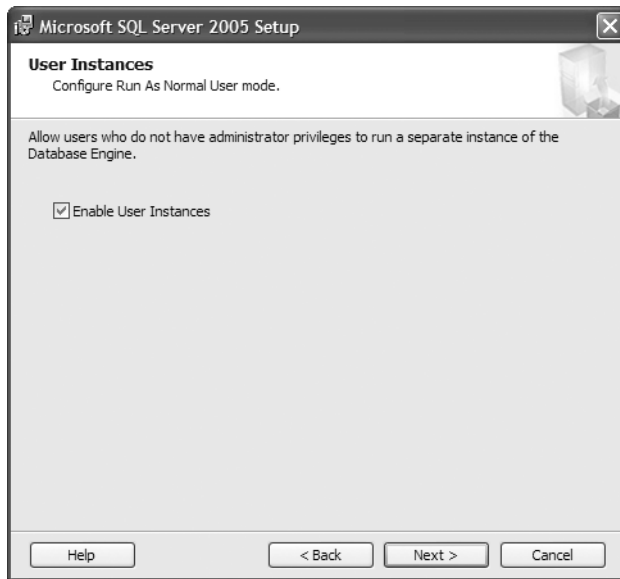 Microsoft SQL Server 2005 Setup
User Instances
Configure Run As Normal User mode.
Allow users who do not have administrator privileges to run a separate instance of the
Database Engine.
Enable User Instances
Help
< Back
Next >
Cancel